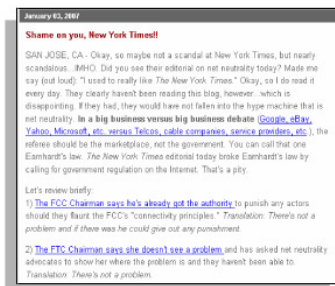 January 03, 2007
Shame on you, New York Times!!
SAN JOSE, CA - Okay, so maybe not a scandal at New York Times, but nearly
scandalous...IMHO. Did you see their editorial on net neutrality today? Made me
say (out loud): "I used to really like The New York Times." Okay, so I do read it
every day. They clearly haven't been reading this blog, however...which is
disappointing. If they had, they would have not fallen into the hype machine that is
net neutrality. In a big business versus big business debate (Google, eBay,
Yahoo, Microsoft, etc. versus Telcos, cable companies, service providers, etc.), the
referee should be the marketplace, not the government. You can call that one
Earnhardt's law. The New York Times editorial today broke Earnhardt's law by
calling for government regulation on the Internet. That's a pity.
Let's review briefly:
1) The FCC Chairman says he's already got the authority to punish any actors
should they flaunt the FCC's "connectivity principles." Translation: There's not a
problem and if there was he could give out any punishment.
2) The FTC Chairman says she doesn't see a problem and has asked net neutrality
advocates to show her where the problem is and they haven't been able to.
Translation: There's not a problem.